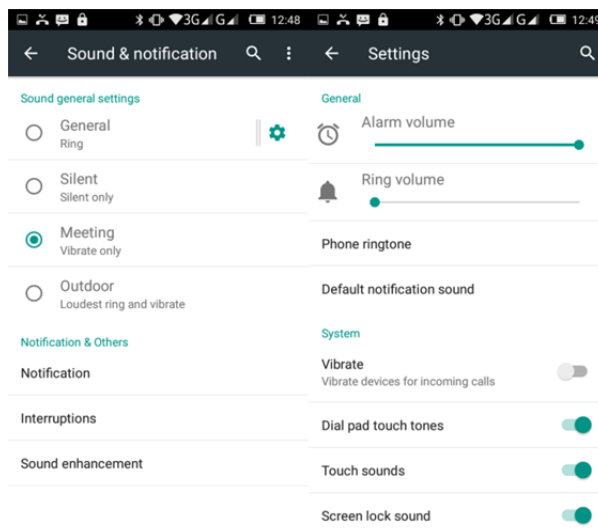 3G G 12:48
Sound & notification
Sound general settings
General
Ring
Silent
Silent only
Meeting
Vibrate only
Outdoor
Loudest ring and vibrate
Notification & Others
Notification
Interruptions
Sound enhancement
3G G 12:49
Settings
General
Alarm volume
Ring volume
Phone ringtone
Default notification sound
System
Vibrate
Vibrate devices for incoming calls
Dial pad touch tones
Touch sounds
Screen lock sound